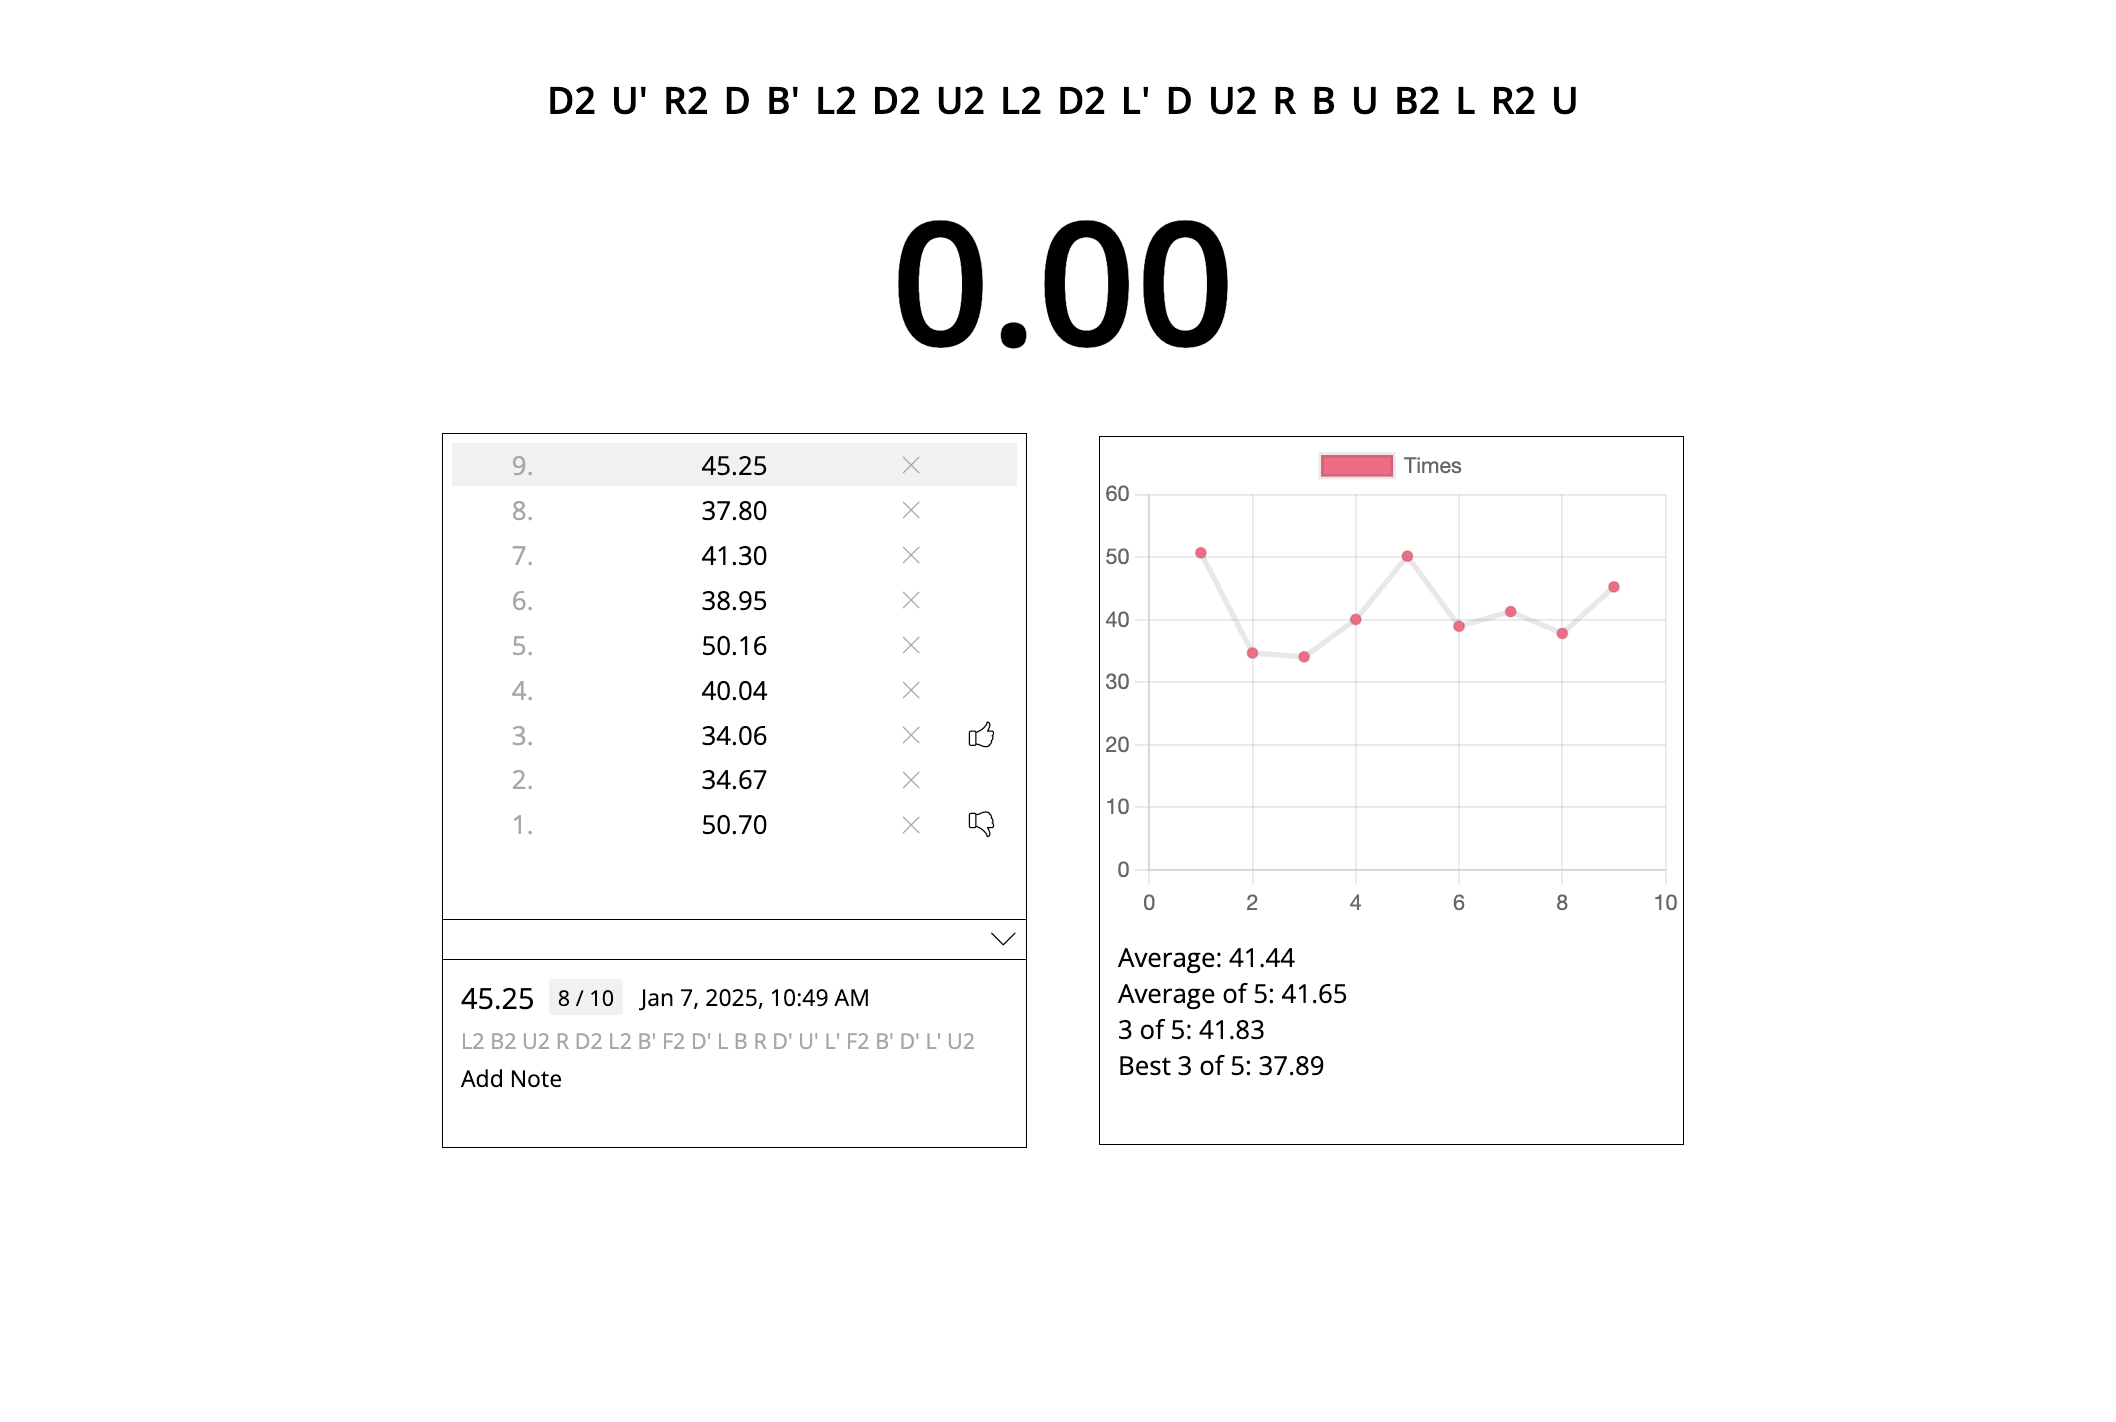 D2 U' R2 D B' L2 D2 U2 L2 D2 L' D U2 R B U B2 L R2 U
0.00
9. 45.25
8. 37.80
7. 41.30
6. 38.95
5. 50.16
4. 40.04
3. 34.06
2. 34.67
1. 50.70
45.25 8 / 10 Jan 7, 2025, 10:49 AM
L2 B2 U2 R D2 L2 B' F2 D' L B R D' U' L' F2 B' D' L' U2
Add Note
Times
60
50
40
30
20
10
0
0 2 4 6 8 10
Average: 41.44
Average of 5: 41.65
3 of 5: 41.83
Best 3 of 5: 37.89